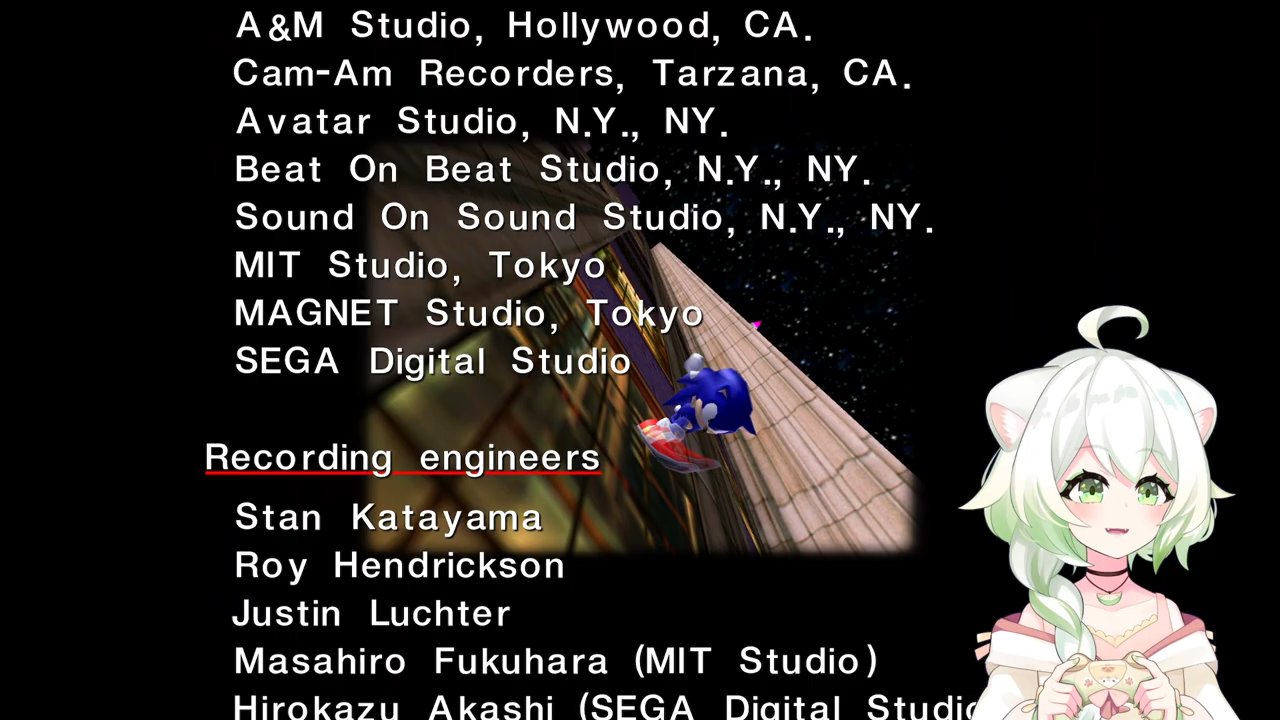 A&M Studio, Hollywood, CA.
Cam-Am Recorders, Tarzana, CA.
Avatar Studio, N.Y., NY.
Beat On Beat Studio, N.Y., NY.
Sound On Sound Studio, N.Y., NY.
MIT Studio, Tokyo
MAGNET Studio, Tokyo
SEGA Digital Studio
Recording engineers
Stan Katayama
Roy Hendrickson
Justin Luchter
Masahiro Fukuhara (MIT Studio)
Hirokazu Akashi (SEGA Digital Studio